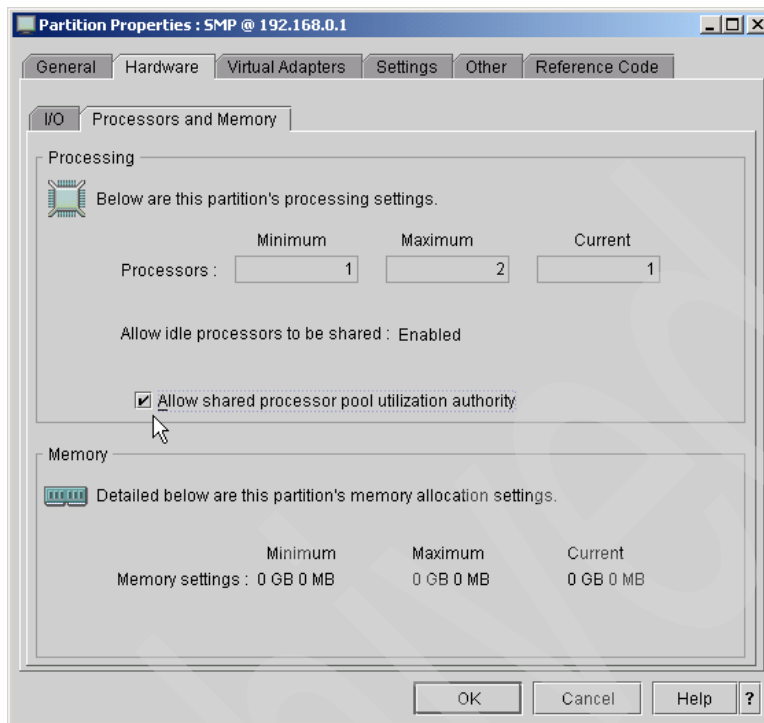 Partition Properties : SMP @ 192.168.0.1
General Hardware Virtual Adapters Settings Other Reference Code
I/O Processors and Memory
Processing
Below are this partition's processing settings.
Minimum Maximum Current
Processors : 1 2 1
Allow idle processors to be shared : Enabled
Allow shared processor pool utilization authority
Memory
Detailed below are this partition's memory allocation settings.
Minimum Maximum Current
Memory settings : 0 GB 0 MB 0 GB 0 MB 0 GB 0 MB
OK Cancel Help ?